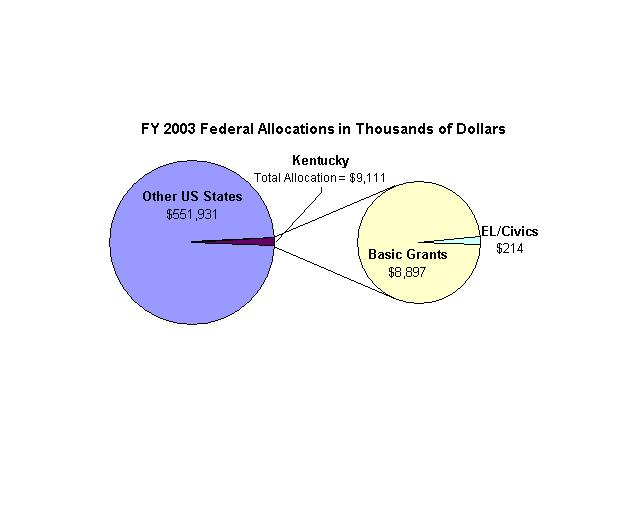 FY 2003 Federal Allocations in Thousands of Dollars
Kentucky
Total Allocation = $9,111
Other US States
$551,931
Basic Grants
$8,897
EL/Civics
$214